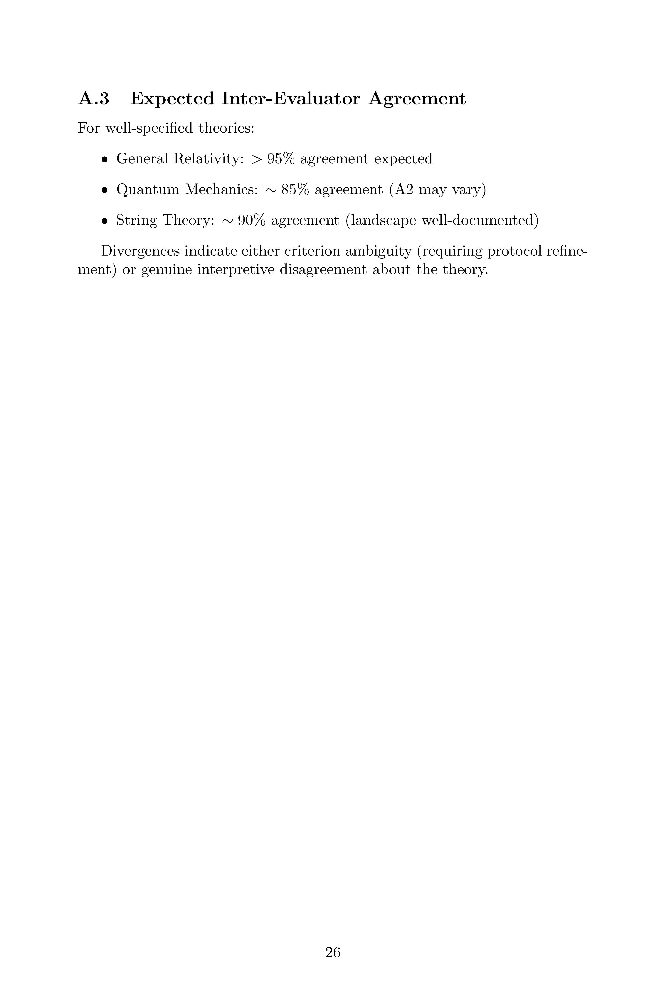 A.3 Expected Inter-Evaluator Agreement
For well-specified theories:
• General Relativity: > 95% agreement expected
• Quantum Mechanics: ∼ 85% agreement (A2 may vary)
• String Theory: ∼ 90% agreement (landscape well-documented)
Divergences indicate either criterion ambiguity (requiring protocol refine-
ment) or genuine interpretive disagreement about the theory.
26